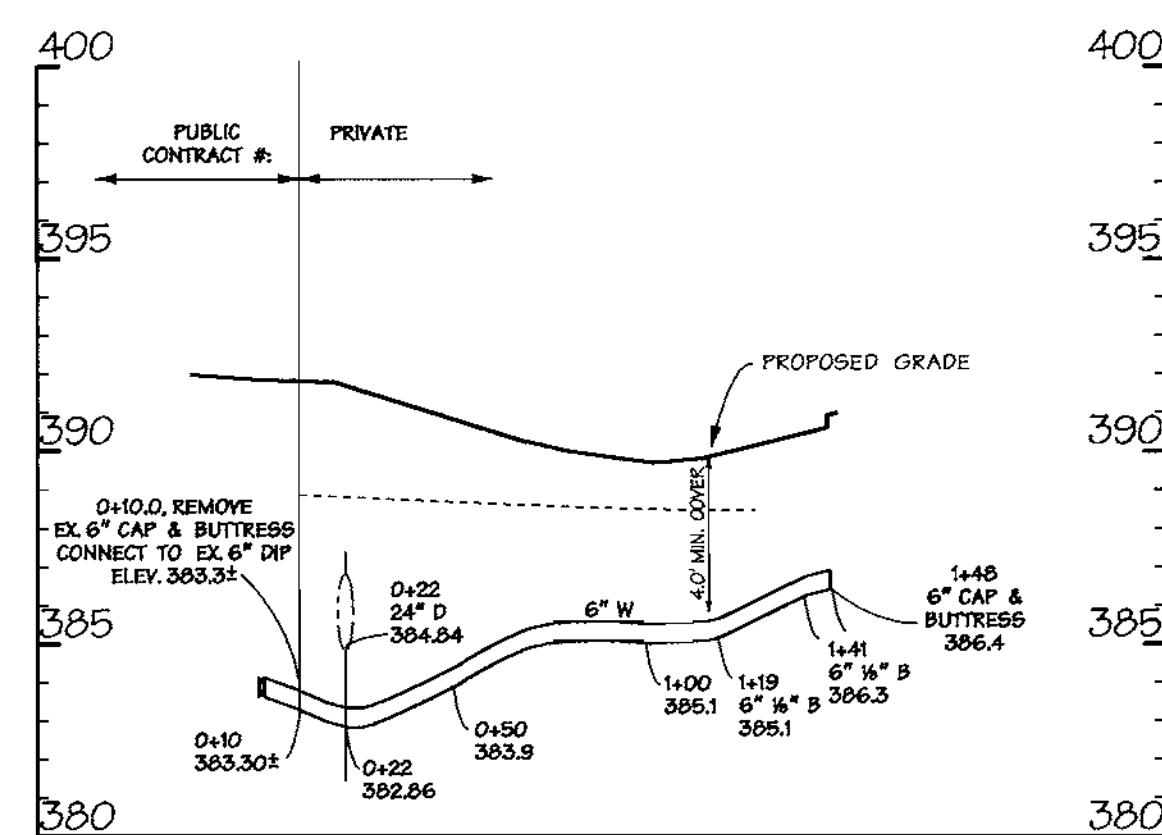 400
400
PUBLIC
CONTRACT #:
PRIVATE
395
395
PROPOSED GRADE
390
390
4.0' MIN. COVER
0+10.0, REMOVE
EX. 6" CAP & BUTTRESS
CONNECT TO EX. 6" DIP
ELEV. 383.3±
0+22
24" D
384.84
6" W
1+48
6" CAP &
BUTTRESS
386.4
385
385
1+41
6" ⅛" B
386.3
1+00
385.1
1+19
6" ⅛" B
385.1
0+50
383.9
0+10
383.30±
0+22
382.86
380
380